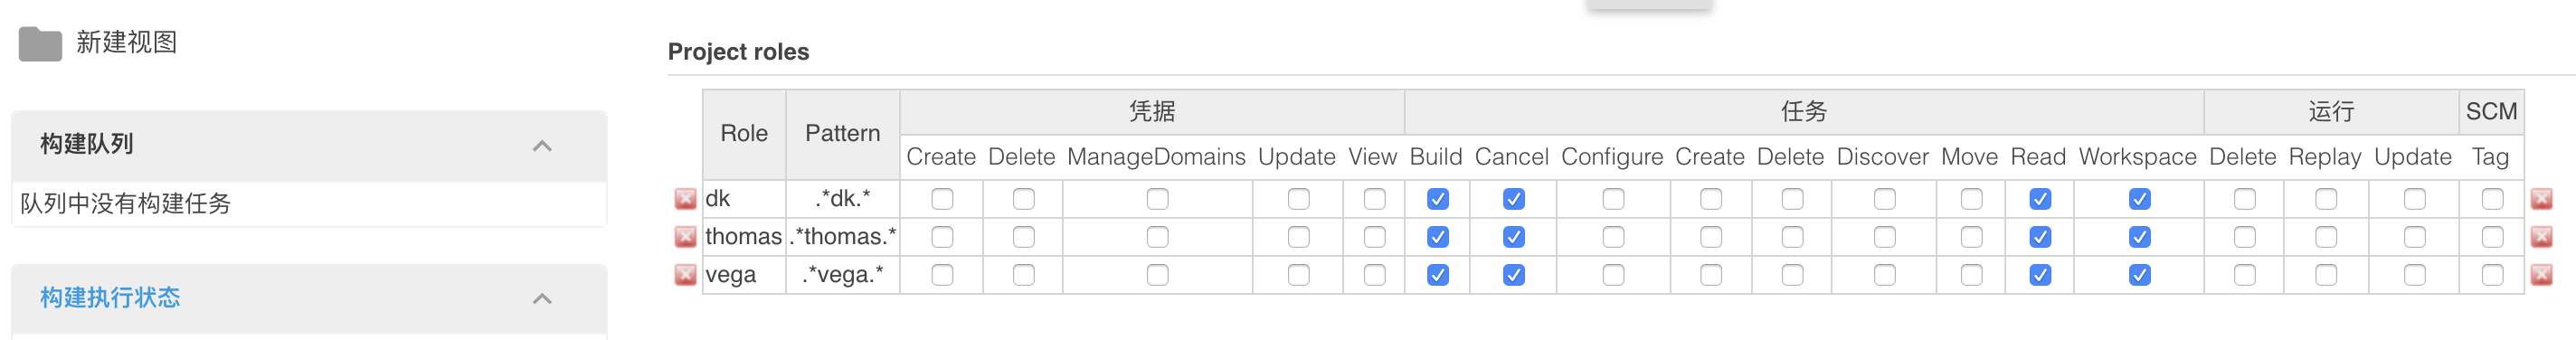 新建视图
构建队列
队列中没有构建任务
构建执行状态
Project roles
Role Pattern 凭据 任务 运行 SCM
Create Delete ManageDomains Update View Build Cancel Configure Create Delete Discover Move Read Workspace Delete Replay Update Tag
dk .*dk.*
thomas .*thomas.*
vega .*vega.*